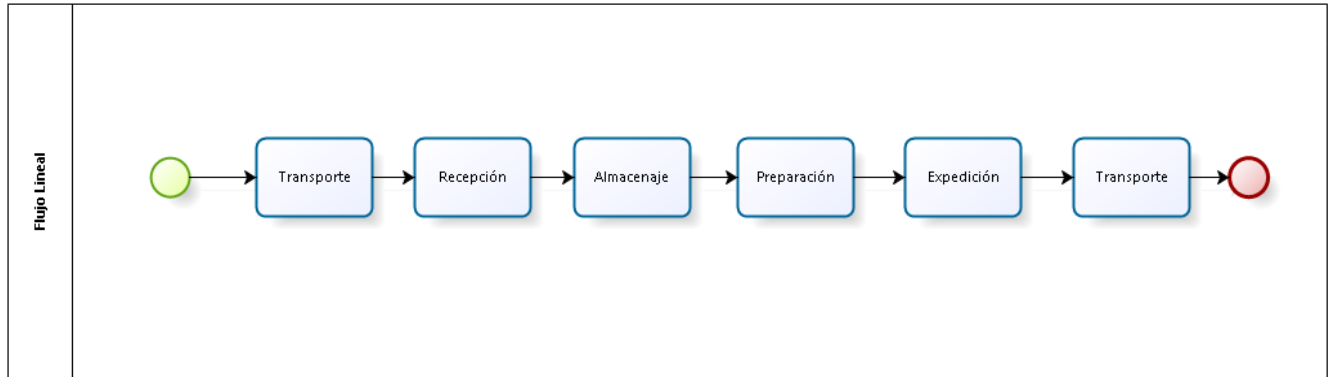 Flujo Lineal
Transporte
Recepción
Almacenaje
Preparación
Expedición
Transporte